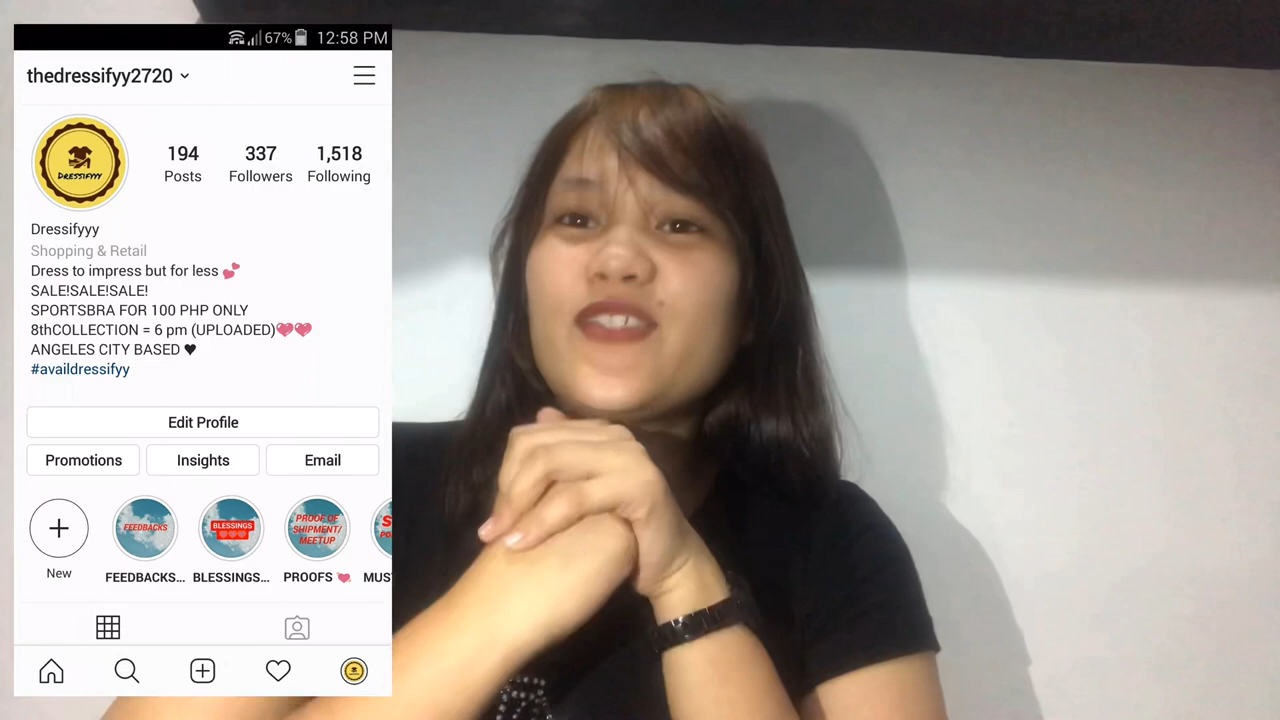 67% 12:58 PM
thedressifyy2720
194 337 1,518
Posts Followers Following
DRESSIFYYY
Dressifyyy
Shopping & Retail
Dress to impress but for less 💕
SALE!SALE!SALE!
SPORTSBRA FOR 100 PHP ONLY
8thCOLLECTION = 6 pm (UPLOADED)💖💖
ANGELES CITY BASED ♥
#availdressifyy
Edit Profile
Promotions Insights Email
FEEDBACKS
BLESSINGS
PROOF OF
SHIPMENT/
MEETUP
New FEEDBACKS... BLESSINGS... PROOFS 💘 MUS